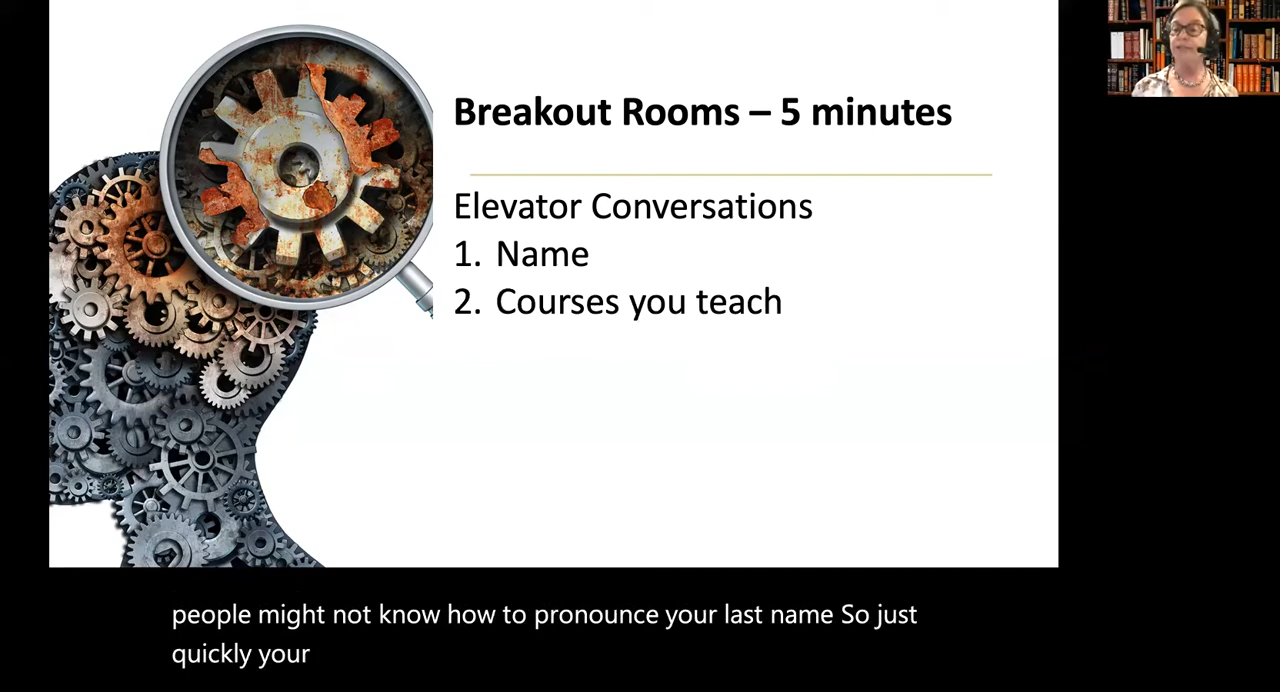 Breakout Rooms – 5 minutes
Elevator Conversations
1. Name
2. Courses you teach
people might not know how to pronounce your last name So just
quickly your